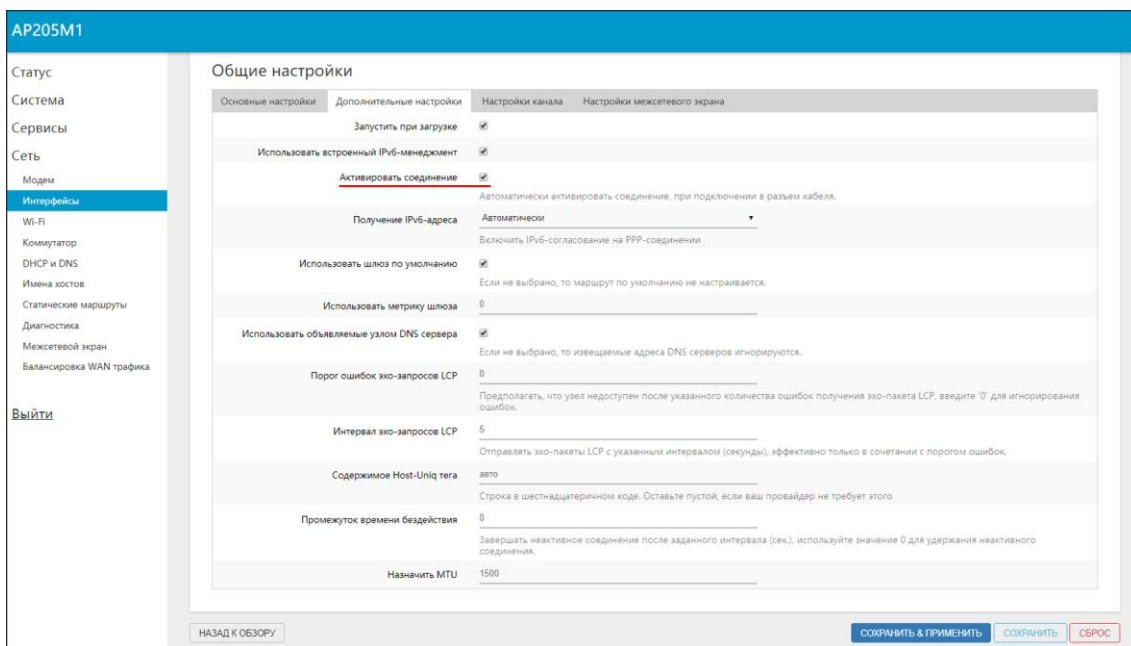 AP205M1
Статус
Система
Сервисы
Сеть
Модем
Интерфейсы
Wi-Fi
Коммутатор
DHCP и DNS
Имена хостов
Статические маршруты
Диагностика
Межсетевой экран
Балансировка WAN трафика
Выйти
Общие настройки
Основные настройки Дополнительные настройки Настройки канала Настройки межсетевого экрана
Запустить при загрузке
Использовать встроенный IPv6-менеджмент
Активировать соединение
Автоматически активировать соединение, при подключении в разъем кабеля.
Получение IPv6-адреса Автоматически
Включить IPv6-согласование на PPP-соединении
Использовать шлюз по умолчанию
Если не выбрано, то маршрут по умолчанию не настраивается.
Использовать метрику шлюза 0
Использовать объявляемые узлом DNS сервера
Если не выбрано, то извещаемые адреса DNS серверов игнорируются.
Порог ошибок эхо-запросов LCP 0
Предполагать, что узел недоступен после указанного количества ошибок получения эхо-пакета LCP, введите '0' для игнорирования
ошибок.
Интервал эхо-запросов LCP 5
Отправлять эхо-пакеты LCP с указанным интервалом (секунды), эффективно только в сочетании с порогом ошибок.
Содержимое Host-Uniq тега авто
Строка в шестнадцатеричном коде. Оставьте пустой, если ваш провайдер не требует этого
Промежуток времени бездействия 0
Завершать неактивное соединение после заданного интервала (сек.), используйте значение 0 для удержания неактивного
соединения.
Назначить MTU 1500
НАЗАД К ОБЗОРУ СОХРАНИТЬ & ПРИМЕНИТЬ СОХРАНИТЬ СБРОС